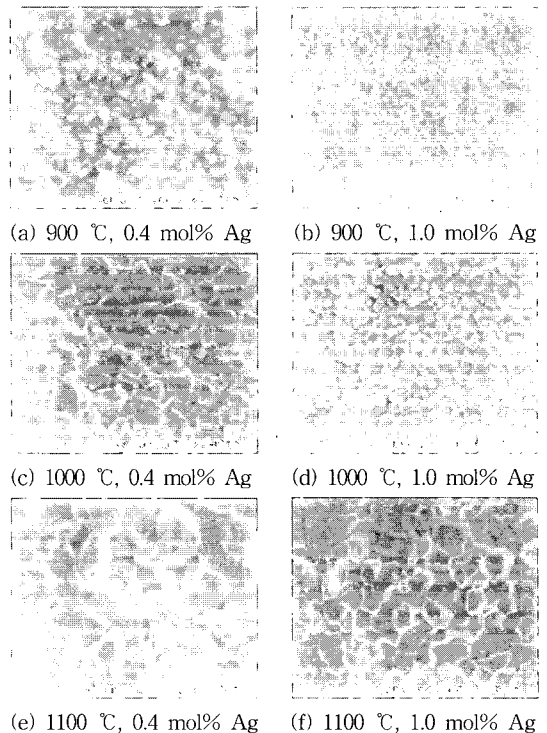 (a) 900 ℃, 0.4 mol% Ag
(b) 900 ℃, 1.0 mol% Ag
(c) 1000 ℃, 0.4 mol% Ag
(d) 1000 ℃, 1.0 mol% Ag
(e) 1100 ℃, 0.4 mol% Ag
(f) 1100 ℃, 1.0 mol% Ag